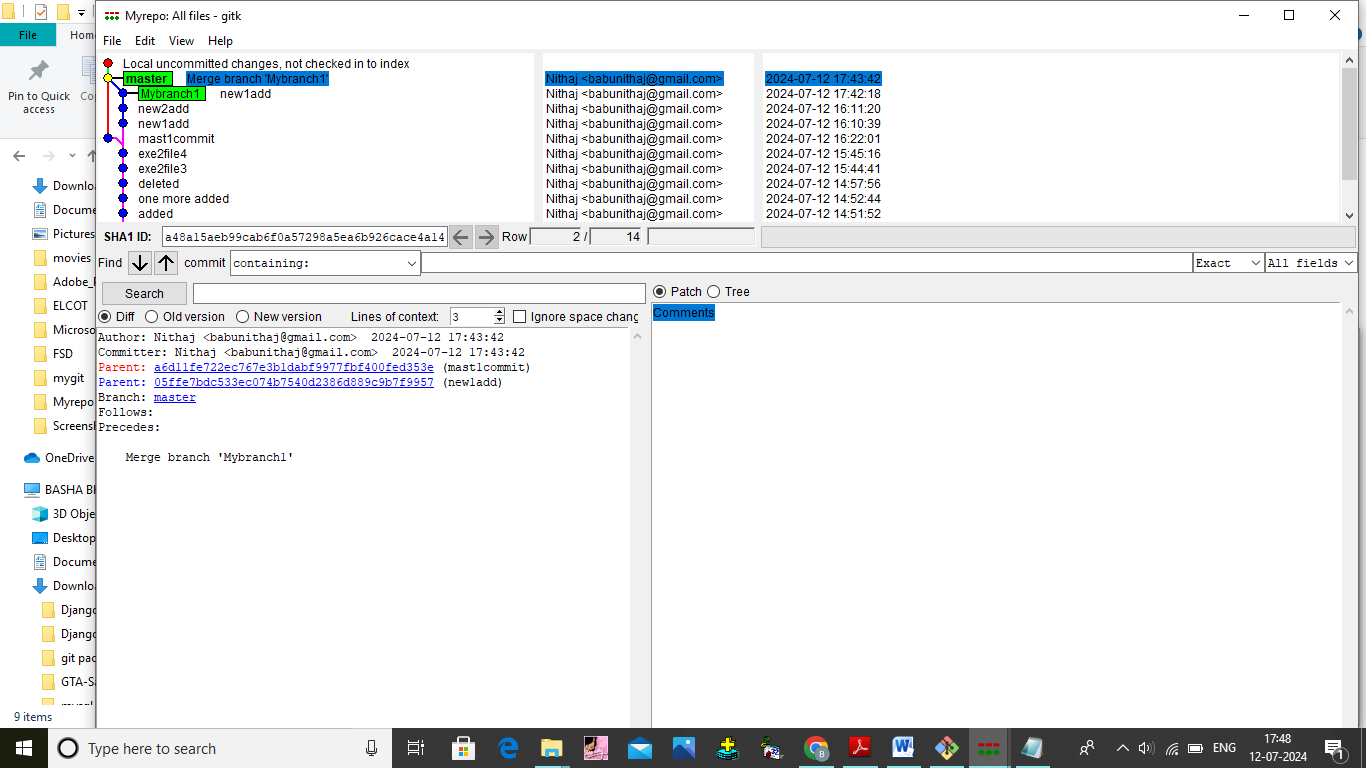 Myrepo: All files - gitk
File
Home
Pin to Quick
access
File Edit View Help
Local uncommitted changes, not checked in to index
master Merge branch 'Mybranch1' Nithaj <babunithaj@gmail.com> 2024-07-12 17:43:42
Mybranch1 new1add Nithaj <babunithaj@gmail.com> 2024-07-12 17:42:18
new2add Nithaj <babunithaj@gmail.com> 2024-07-12 16:11:20
new1add Nithaj <babunithaj@gmail.com> 2024-07-12 16:10:39
mast1commit Nithaj <babunithaj@gmail.com> 2024-07-12 16:22:01
exe2file4 Nithaj <babunithaj@gmail.com> 2024-07-12 15:45:16
exe2file3 Nithaj <babunithaj@gmail.com> 2024-07-12 15:44:41
deleted Nithaj <babunithaj@gmail.com> 2024-07-12 14:57:56
one more added Nithaj <babunithaj@gmail.com> 2024-07-12 14:52:44
added Nithaj <babunithaj@gmail.com> 2024-07-12 14:51:52
SHA1 ID: a48a15aeb99cab6f0a57298a5ea6b926cace4a14 Row 2 / 14
Find commit containing: Exact All fields
Search
Patch Tree
Diff Old version New version Lines of context: 3 Ignore space chang
Comments
Author: Nithaj <babunithaj@gmail.com> 2024-07-12 17:43:42
Committer: Nithaj <babunithaj@gmail.com> 2024-07-12 17:43:42
Parent: a6d11fe722ec767e3b1dabf9977fbf400fed353e (mast1commit)
Parent: 05ffe7bdc533ec074b7540d2386d889c9b7f9957 (new1add)
Branch: master
Follows:
Precedes:
Merge branch 'Mybranch1'
Downlo
Docume
Pictures
movies
Adobe_P
ELCOT
Microso
FSD
mygit
Myrepo
Screensh
OneDrive
BASHA BH
3D Obje
Desktop
Docume
Downlo
Django
Django
git pac
GTA-Sa
9 items
Type here to search
ENG
17:48
12-07-2024
1